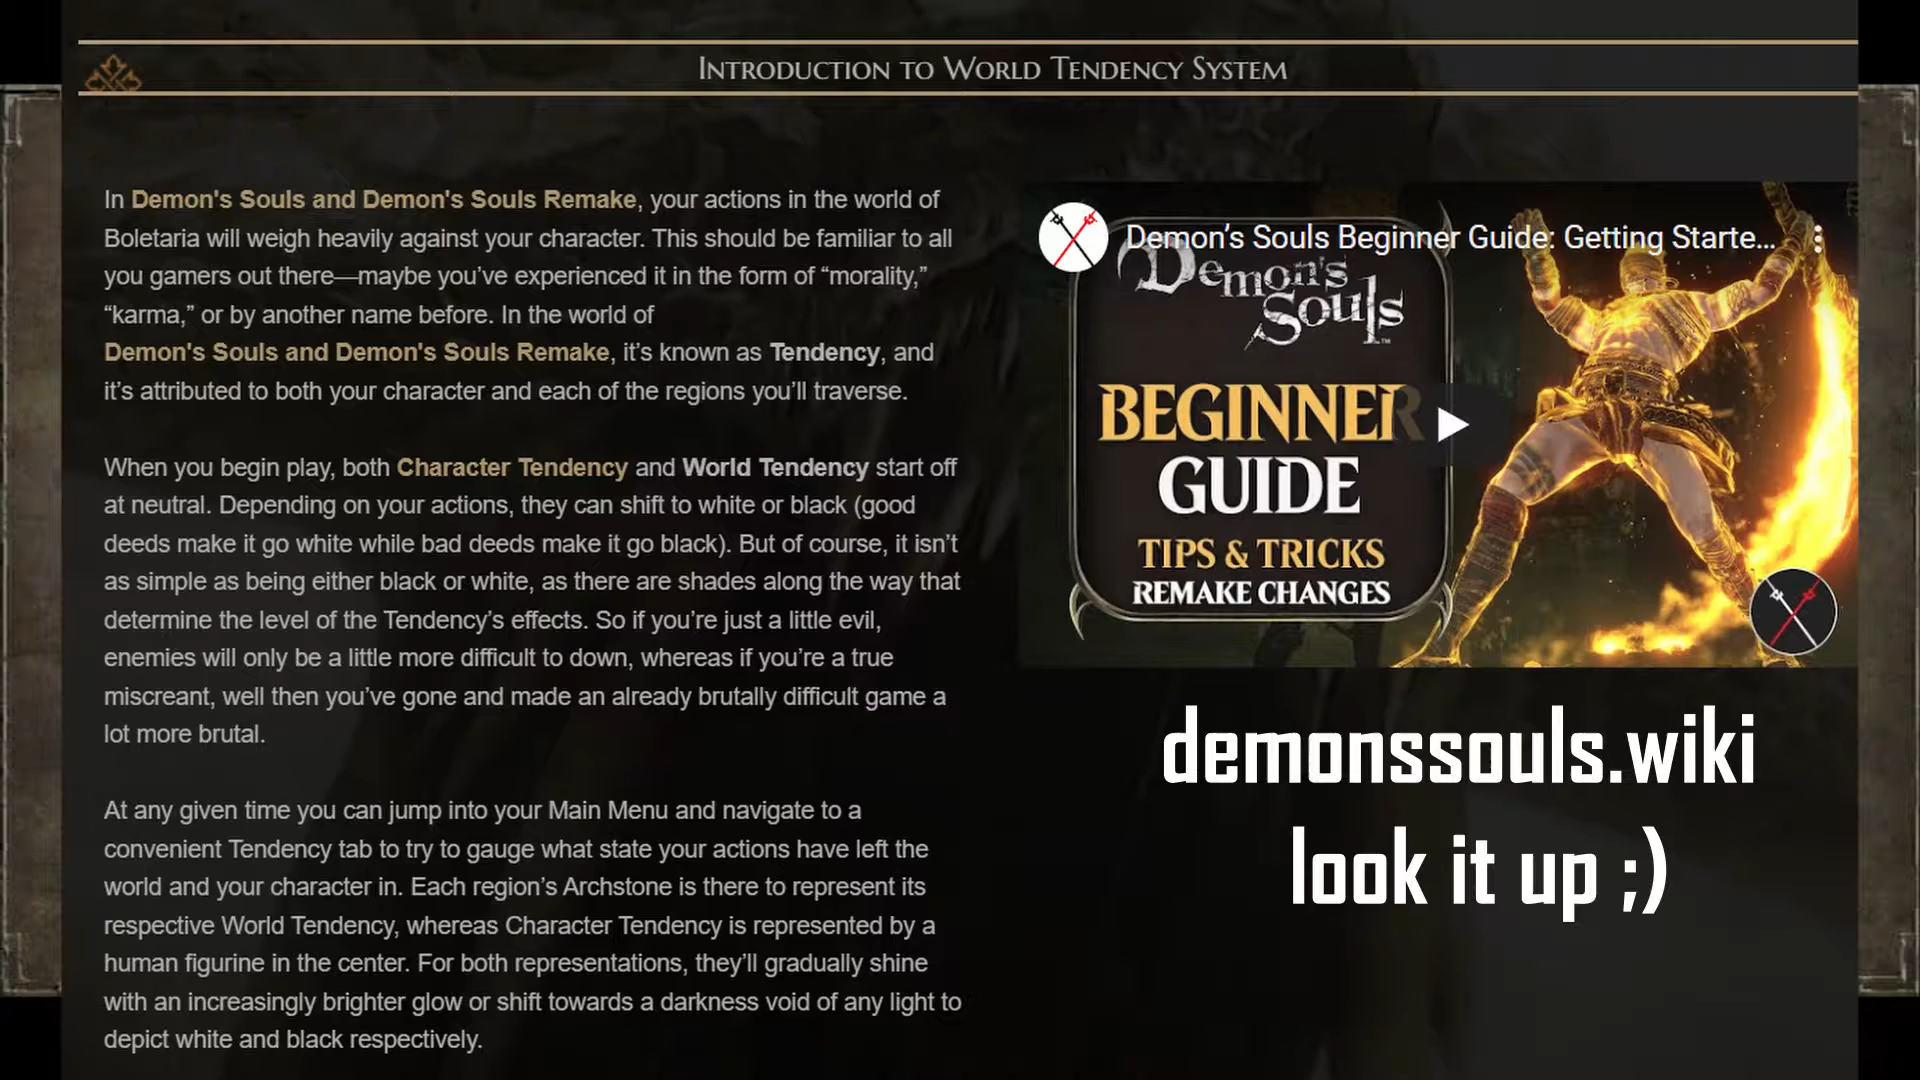 Introduction to World Tendency System
In Demon's Souls and Demon's Souls Remake, your actions in the world of
Boletaria will weigh heavily against your character. This should be familiar to all
you gamers out there—maybe you’ve experienced it in the form of “morality,”
“karma,” or by another name before. In the world of
Demon's Souls and Demon's Souls Remake, it’s known as Tendency, and
it’s attributed to both your character and each of the regions you’ll traverse.
When you begin play, both Character Tendency and World Tendency start off
at neutral. Depending on your actions, they can shift to white or black (good
deeds make it go white while bad deeds make it go black). But of course, it isn’t
as simple as being either black or white, as there are shades along the way that
determine the level of the Tendency’s effects. So if you’re just a little evil,
enemies will only be a little more difficult to down, whereas if you’re a true
miscreant, well then you’ve gone and made an already brutally difficult game a
lot more brutal.
At any given time you can jump into your Main Menu and navigate to a
convenient Tendency tab to try to gauge what state your actions have left the
world and your character in. Each region’s Archstone is there to represent its
respective World Tendency, whereas Character Tendency is represented by a
human figurine in the center. For both representations, they’ll gradually shine
with an increasingly brighter glow or shift towards a darkness void of any light to
depict white and black respectively.
Demon’s Souls Beginner Guide: Getting Starte...
Demon's
Souls
BEGINNER
GUIDE
TIPS & TRICKS
REMAKE CHANGES
demonssouls.wiki
look it up ;)